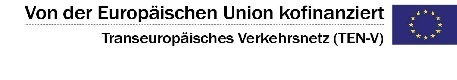 Von der Europäischen Union kofinanziert
Transeuropäisches Verkehrsnetz (TEN-V)